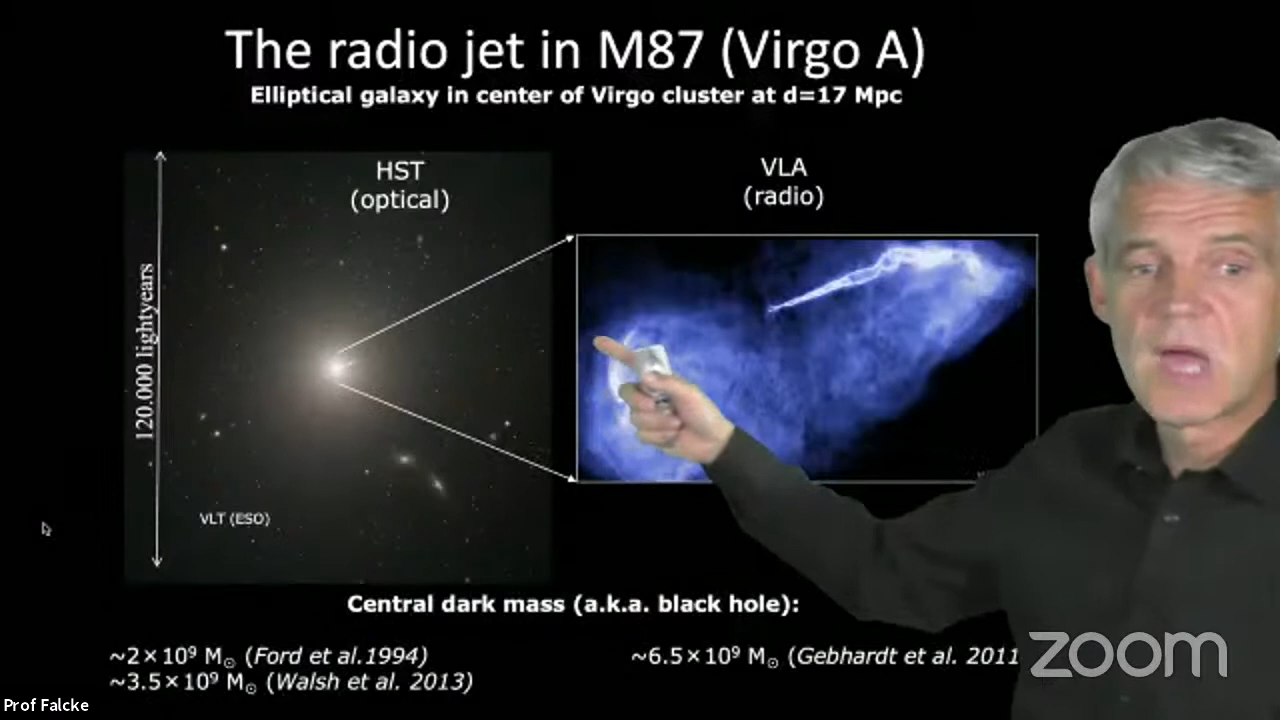 The radio jet in M87 (Virgo A)
Elliptical galaxy in center of Virgo cluster at d=17 Mpc
HST
(optical)
VLA
(radio)
120.000 lightyears
VLT (ESO)
Central dark mass (a.k.a. black hole):
~2×10⁹ M☉ (Ford et al.1994)
~3.5×10⁹ M☉ (Walsh et al. 2013)
~6.5×10⁹ M☉ (Gebhardt et al. 2011
zoom
Prof Falcke